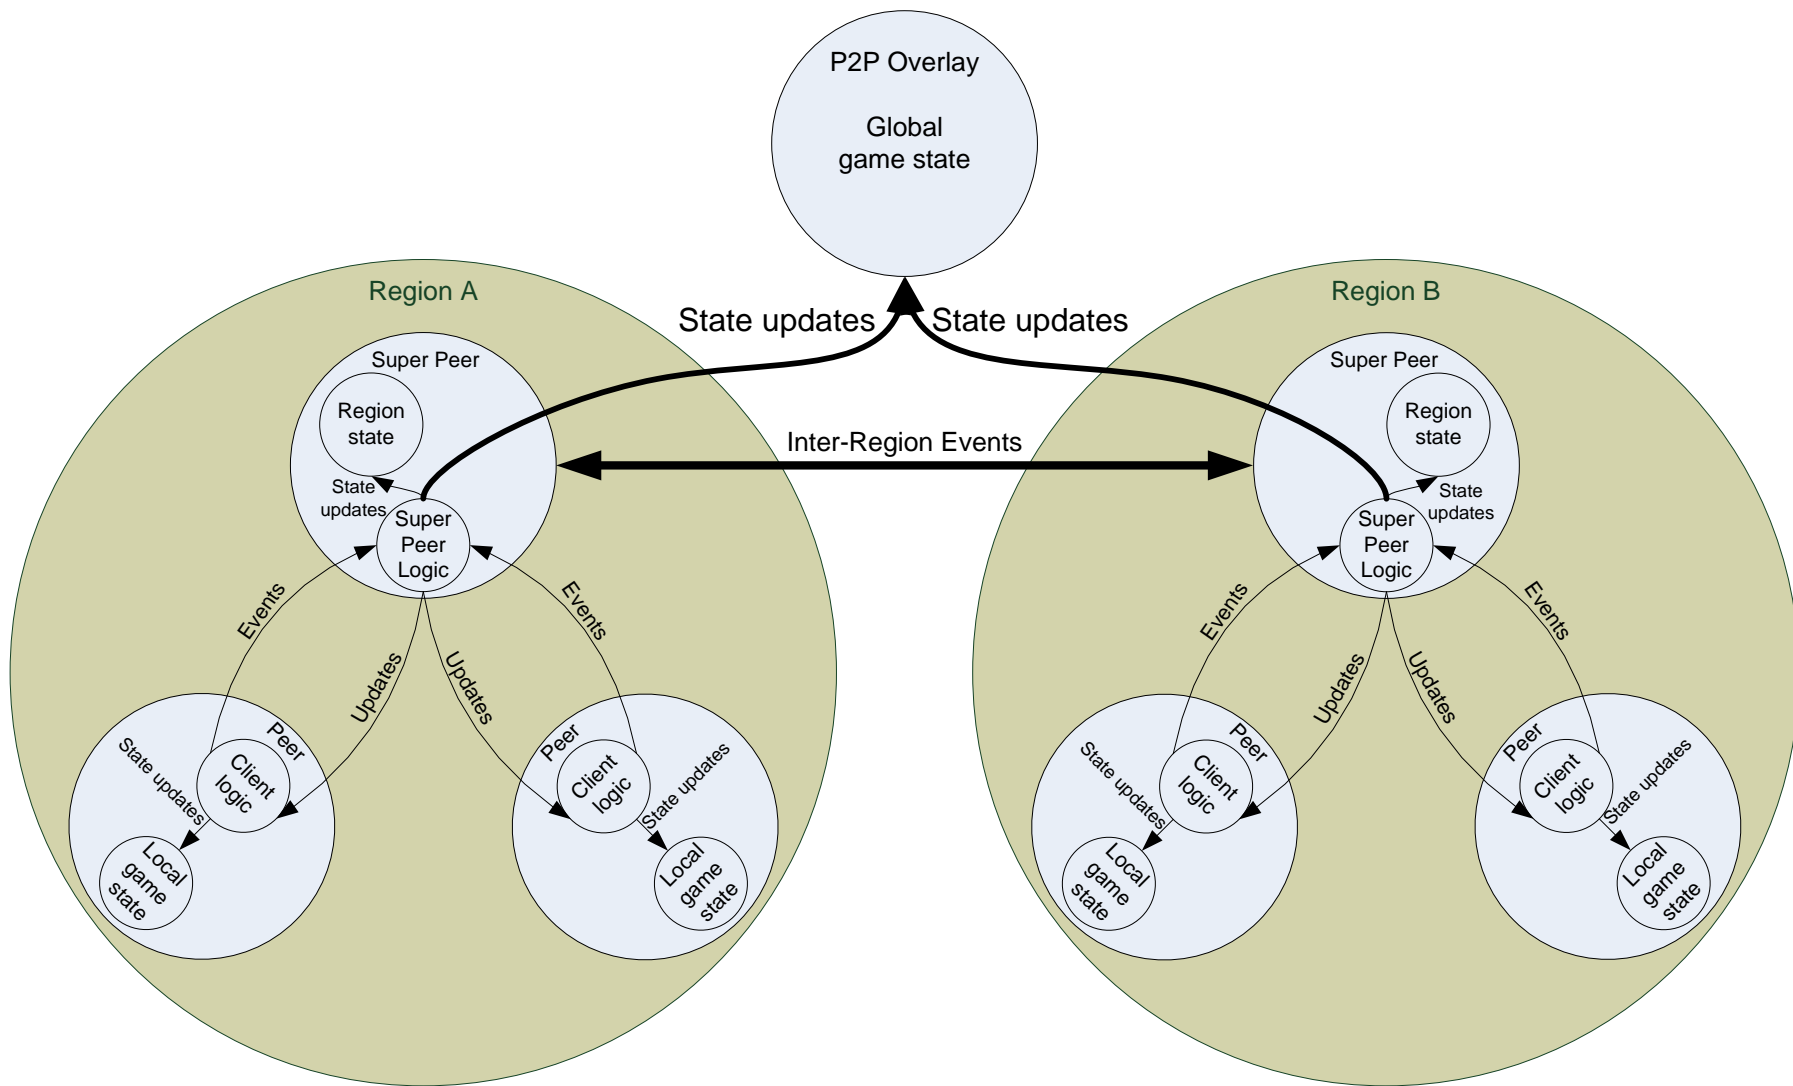 P2P Overlay
Global
game state
State updates
State updates
Inter-Region Events
Region A
Super Peer
Region
state
State
updates
Super
Peer
Logic
Events
Updates
Updates
Events
Peer
Client
logic
State updates
Local
game
state
Peer
Client
logic
State updates
Local
game
state
Region B
Super Peer
Region
state
State
updates
Super
Peer
Logic
Events
Updates
Updates
Events
Peer
Client
logic
State updates
Local
game
state
Peer
Client
logic
State updates
Local
game
state